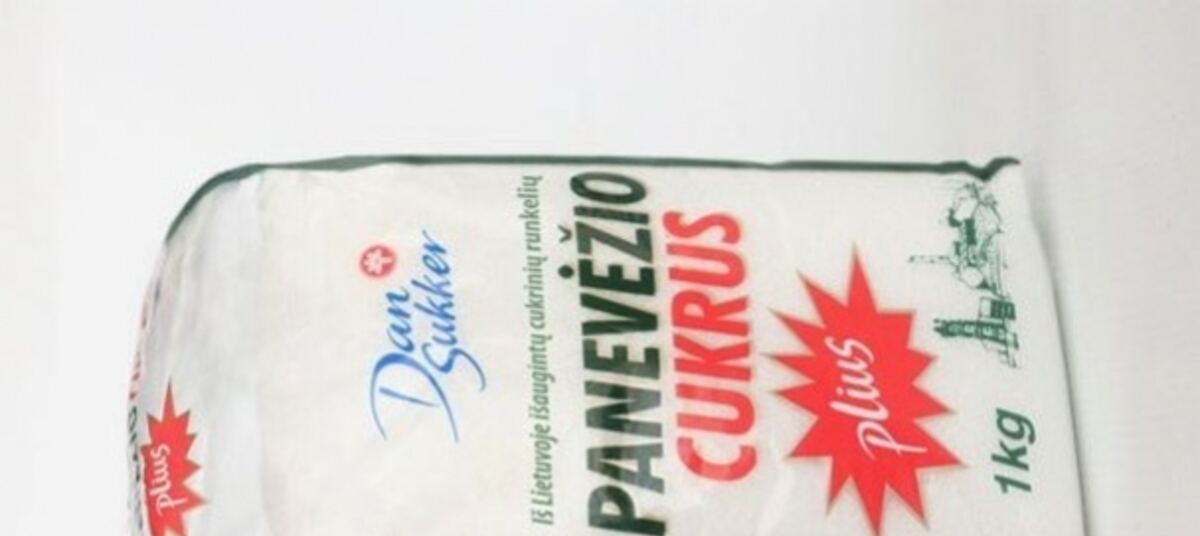 Dan
Sukker
Iš Lietuvoje išaugintų cukrinių runkelių
PANEVĖŽIO
CUKRUS
plius
1kg
plius